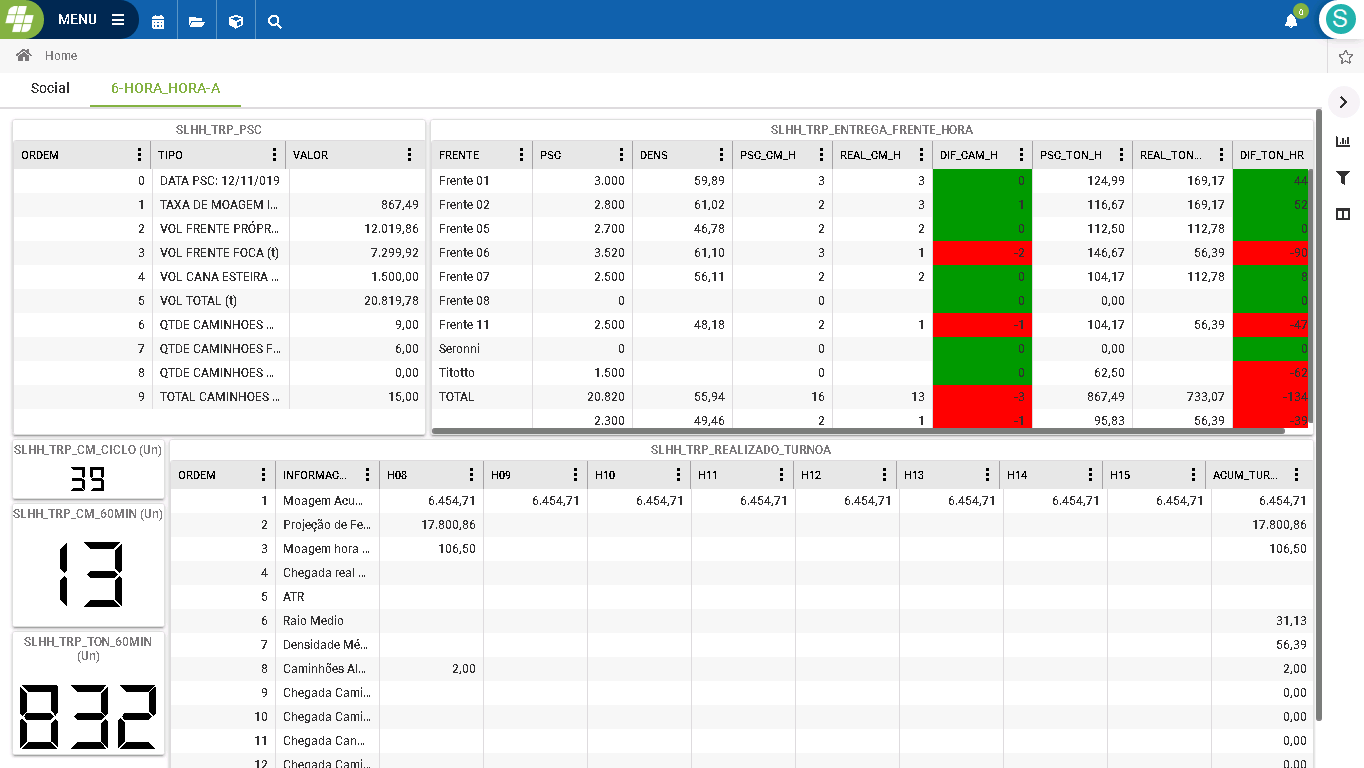 MENU
0
S
Home
Social 6-HORA_HORA-A
SLHH_TRP_PSC
ORDEM TIPO VALOR
0 DATA PSC: 12/11/019
1 TAXA DE MOAGEM I... 867,49
2 VOL FRENTE PRÓPR... 12.019,86
3 VOL FRENTE FOCA (t) 7.299,92
4 VOL CANA ESTEIRA ... 1.500,00
5 VOL TOTAL (t) 20.819,78
6 QTDE CAMINHOES ... 9,00
7 QTDE CAMINHOES F... 6,00
8 QTDE CAMINHOES ... 0,00
9 TOTAL CAMINHOES ... 15,00
SLHH_TRP_ENTREGA_FRENTE_HORA
FRENTE PSC DENS PSC_CM_H REAL_CM_H DIF_CAM_H PSC_TON_H REAL_TON... DIF_TON_HR
Frente 01 3.000 59,89 3 3 0 124,99 169,17 44
Frente 02 2.800 61,02 2 3 1 116,67 169,17 52
Frente 05 2.700 46,78 2 2 0 112,50 112,78 0
Frente 06 3.520 61,10 3 1 -2 146,67 56,39 -90
Frente 07 2.500 56,11 2 2 0 104,17 112,78 8
Frente 08 0 0 0 0,00 0
Frente 11 2.500 48,18 2 1 -1 104,17 56,39 -47
Seronni 0 0 0 0,00 0
Titotto 1.500 0 0 62,50 -62
TOTAL 20.820 55,94 16 13 -3 867,49 733,07 -134
2.300 49,46 2 1 -1 95,83 56,39 -39
SLHH_TRP_CM_CICLO (Un)
39
SLHH_TRP_CM_60MIN (Un)
13
SLHH_TRP_TON_60MIN
(Un)
832
SLHH_TRP_REALIZADO_TURNOA
ORDEM INFORMAC... H08 H09 H10 H11 H12 H13 H14 H15 AGUM_TUR...
1 Moagem Acu... 6.454,71 6.454,71 6.454,71 6.454,71 6.454,71 6.454,71 6.454,71 6.454,71 6.454,71
2 Projeção de Fe... 17.800,86 17.800,86
3 Moagem hora ... 106,50 106,50
4 Chegada real ...
5 ATR
6 Raio Medio 31,13
7 Densidade Mé... 56,39
8 Caminhões Al... 2,00 2,00
9 Chegada Cami... 0,00
10 Chegada Cami... 0,00
11 Chegada Can... 0,00
12 Chegada Cami... 0,00